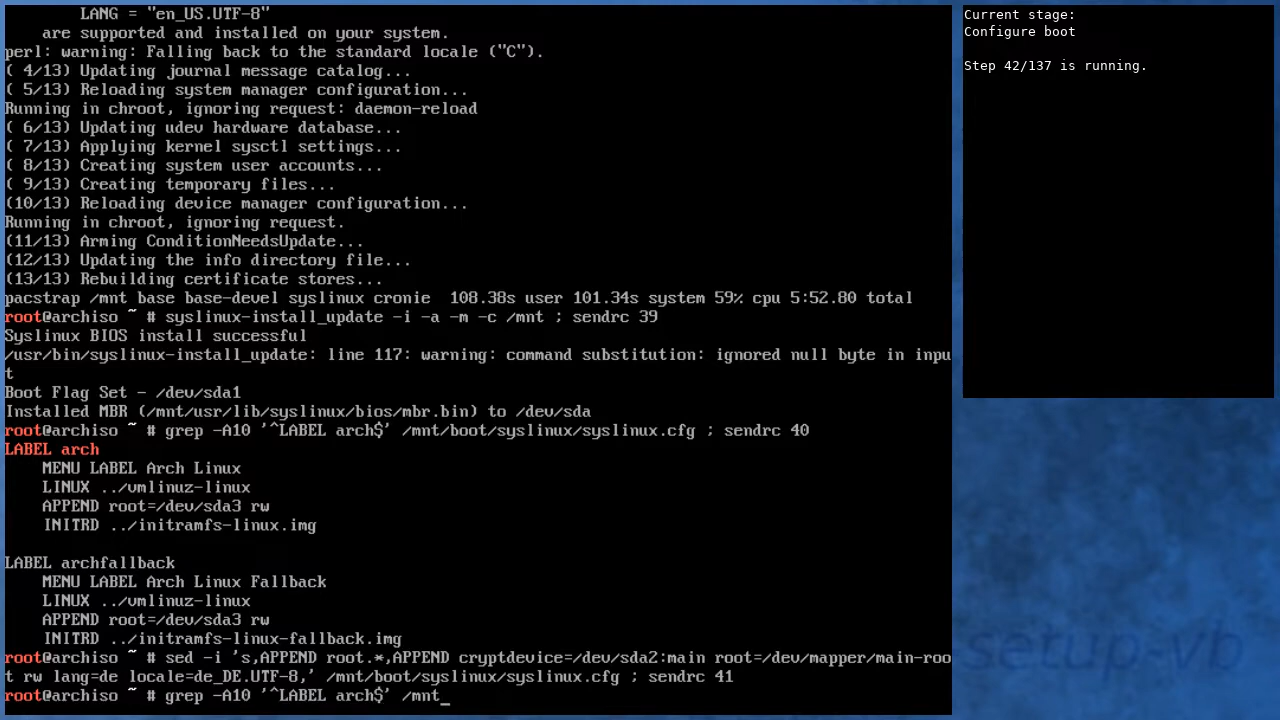 LANG = "en_US.UTF-8"
are supported and installed on your system.
perl: warning: Falling back to the standard locale ("C").
( 4/13) Updating journal message catalog...
( 5/13) Reloading system manager configuration...
Running in chroot, ignoring request: daemon-reload
( 6/13) Updating udev hardware database...
( 7/13) Applying kernel sysctl settings...
( 8/13) Creating system user accounts...
( 9/13) Creating temporary files...
(10/13) Reloading device manager configuration...
Running in chroot, ignoring request.
(11/13) Arming ConditionNeedsUpdate...
(12/13) Updating the info directory file...
(13/13) Rebuilding certificate stores...
pacstrap /mnt base base-devel syslinux cronie  108.38s user 101.34s system 59% cpu 5:52.80 total
root@archiso ~ # syslinux-install_update -i -a -m -c /mnt ; sendrc 39
Syslinux BIOS install successful
/usr/bin/syslinux-install_update: line 117: warning: command substitution: ignored null byte in inpu
t
Boot Flag Set - /dev/sda1
Installed MBR (/mnt/usr/lib/syslinux/bios/mbr.bin) to /dev/sda
root@archiso ~ # grep -A10 '^LABEL arch$' /mnt/boot/syslinux/syslinux.cfg ; sendrc 40
LABEL arch
MENU LABEL Arch Linux
LINUX ../vmlinuz-linux
APPEND root=/dev/sda3 rw
INITRD ../initramfs-linux.img
LABEL archfallback
MENU LABEL Arch Linux Fallback
LINUX ../vmlinuz-linux
APPEND root=/dev/sda3 rw
INITRD ../initramfs-linux-fallback.img
root@archiso ~ # sed -i 's,APPEND root.*,APPEND cryptdevice=/dev/sda2:main root=/dev/mapper/main-roo
t rw lang=de locale=de_DE.UTF-8,' /mnt/boot/syslinux/syslinux.cfg ; sendrc 41
root@archiso ~ # grep -A10 '^LABEL arch$' /mnt_
Current stage:
Configure boot
Step 42/137 is running.
setup-vb